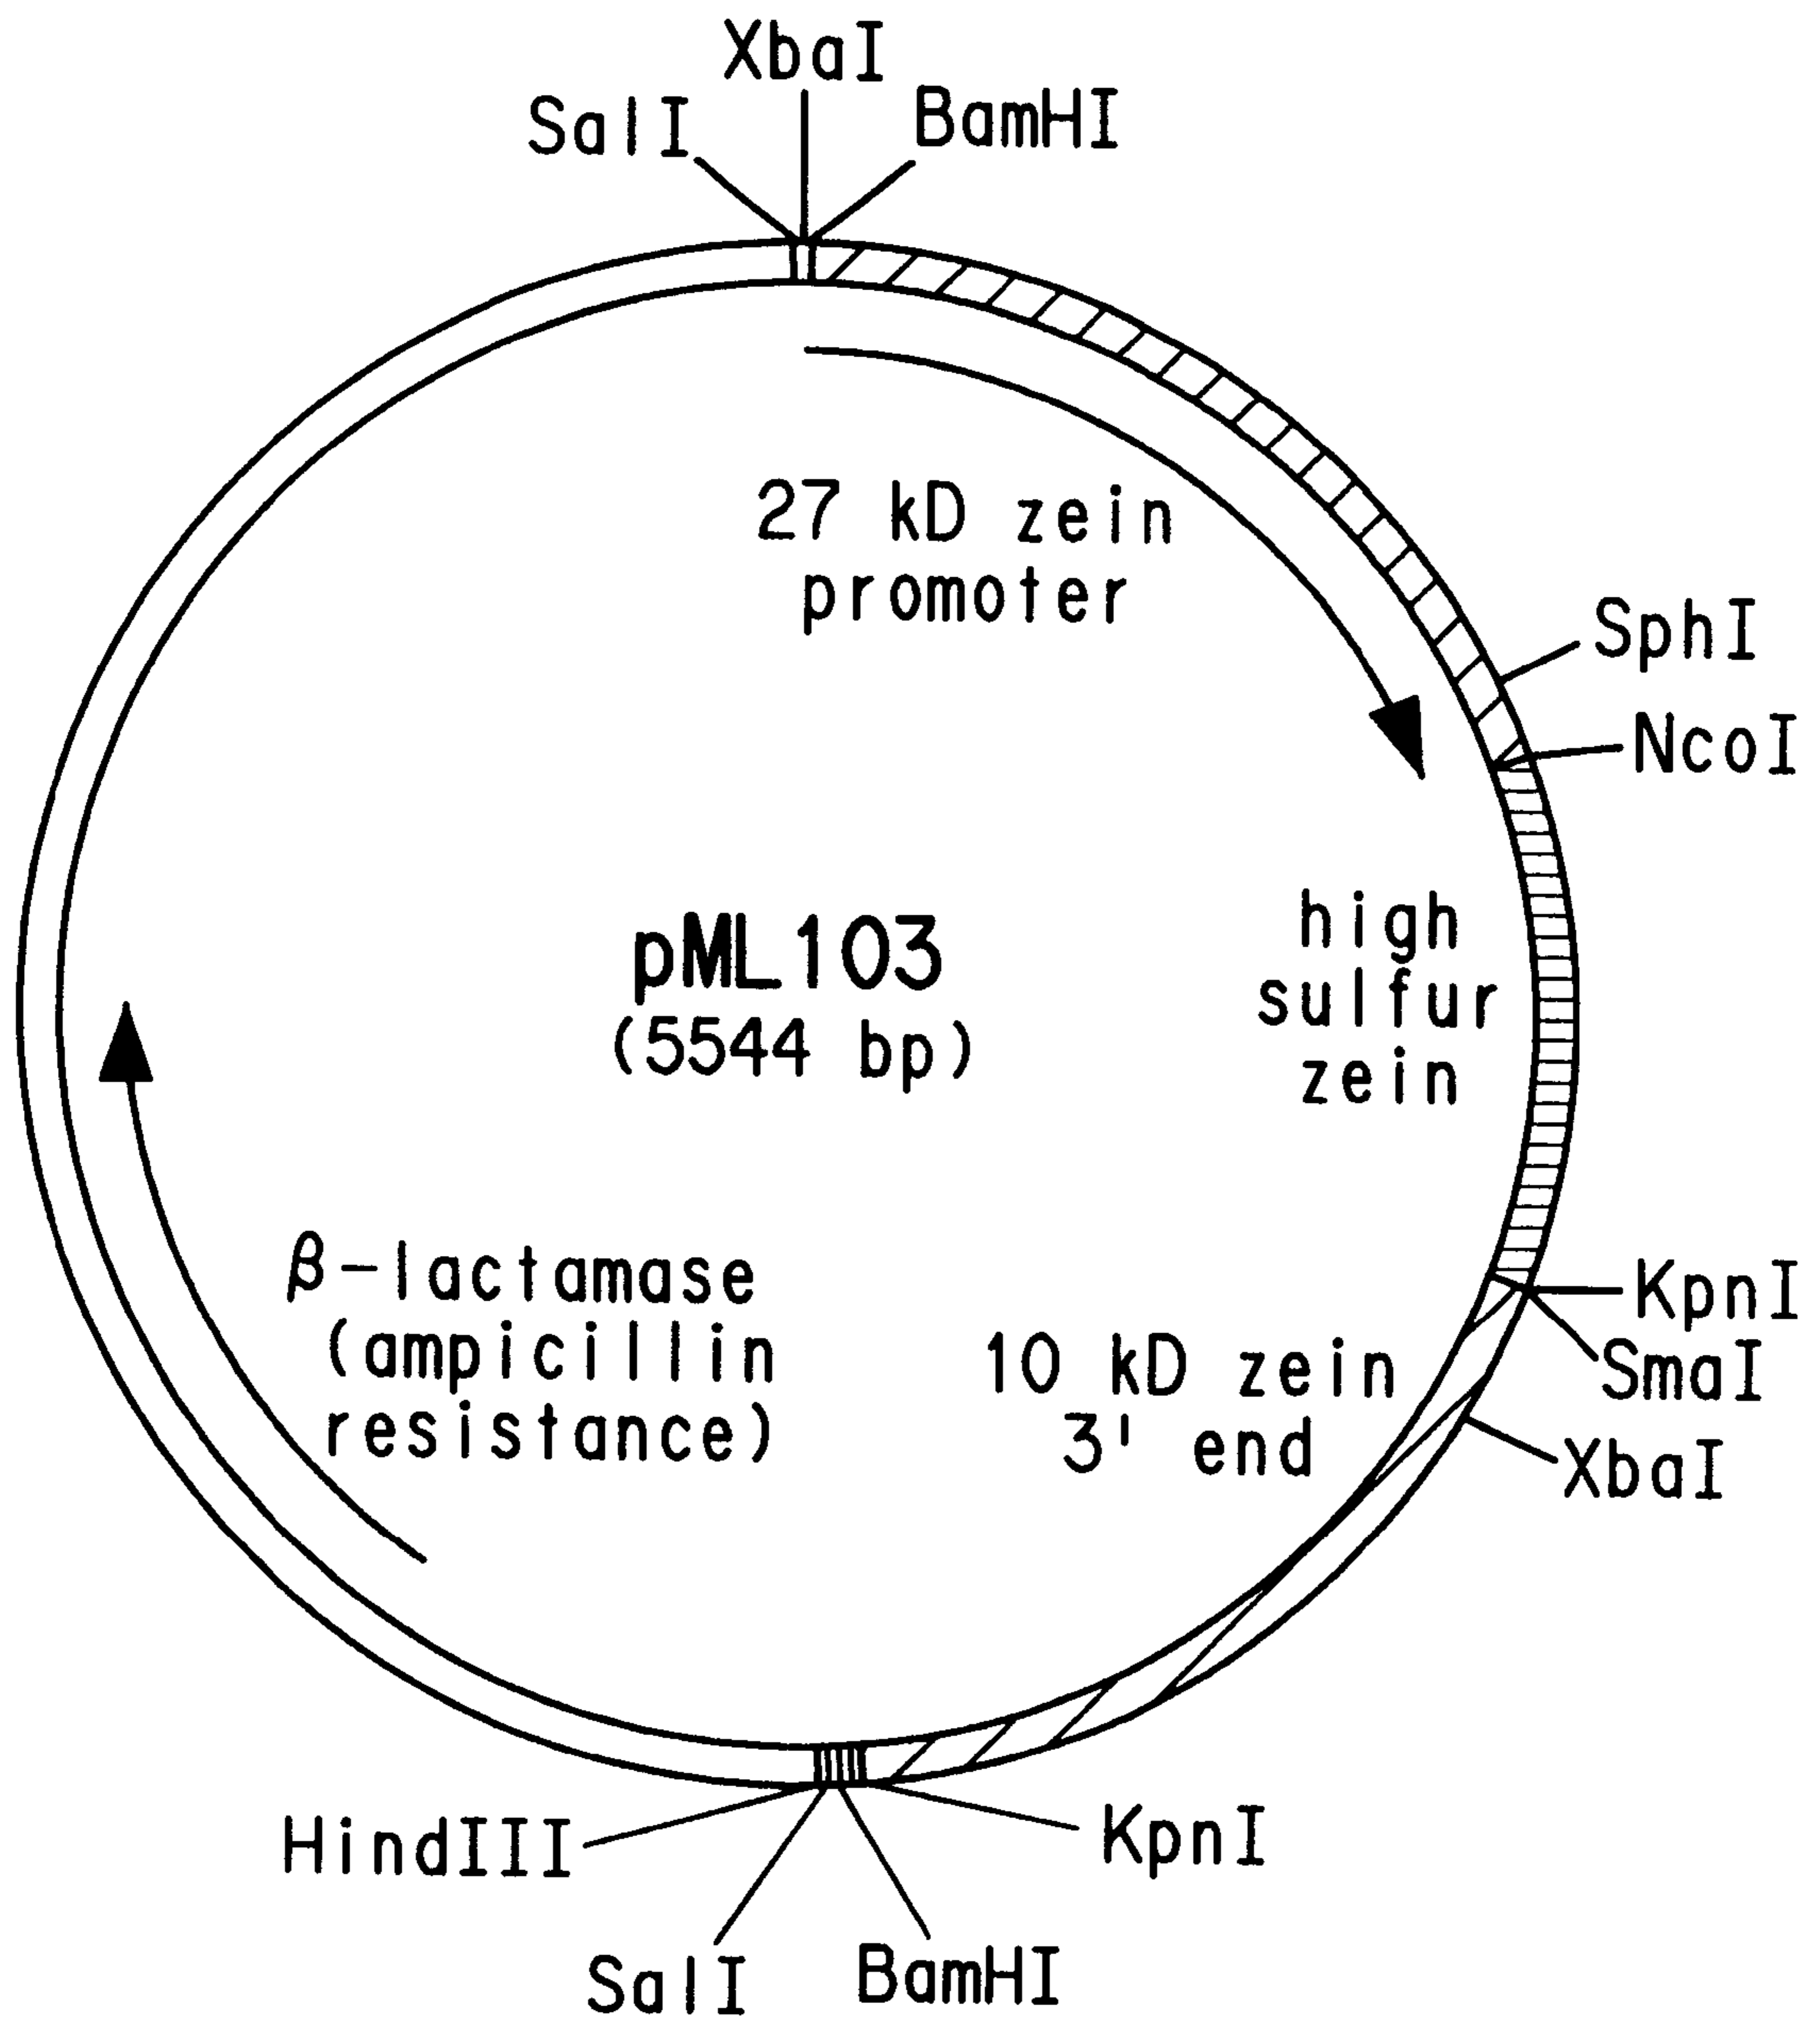 XbaI
SalI
BamHI
27 kD zein
promoter
SphI
NcoI
high
sulfur
zein
pML103
(5544 bp)
β-lactamase
(ampicillin
resistance)
10 kD zein
3' end
KpnI
SmaI
XbaI
HindIII
KpnI
SalI
BamHI